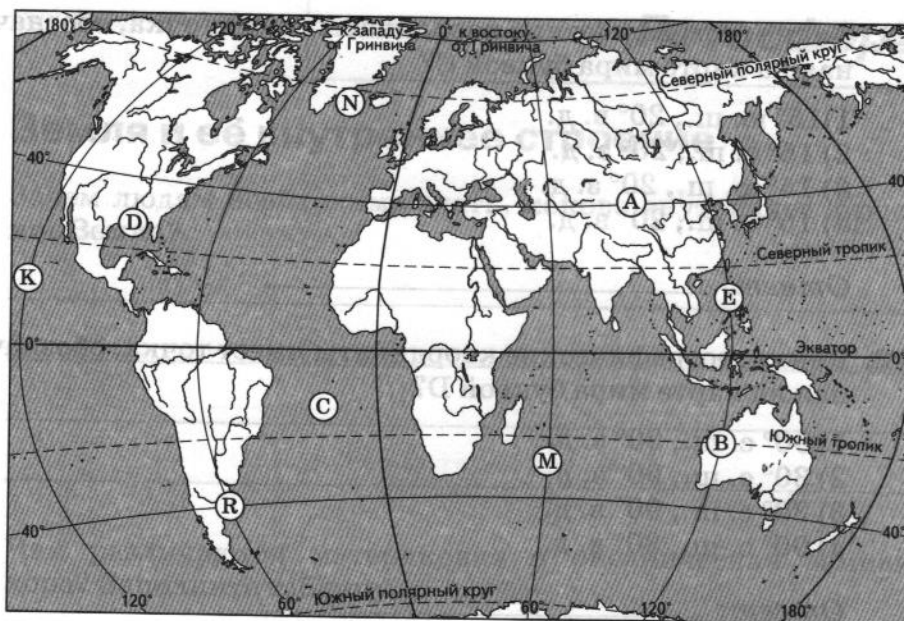 180°
120°
к западу
от Гринвича
0°
к востоку
от Гринвича
120°
180°
Северный полярный круг
N
40°
40°
A
D
Северный тропик
K
E
0°
Экватор
0°
C
B
Южный тропик
M
R
40°
40°
120°
60°
Южный полярный круг
60°
120°
180°